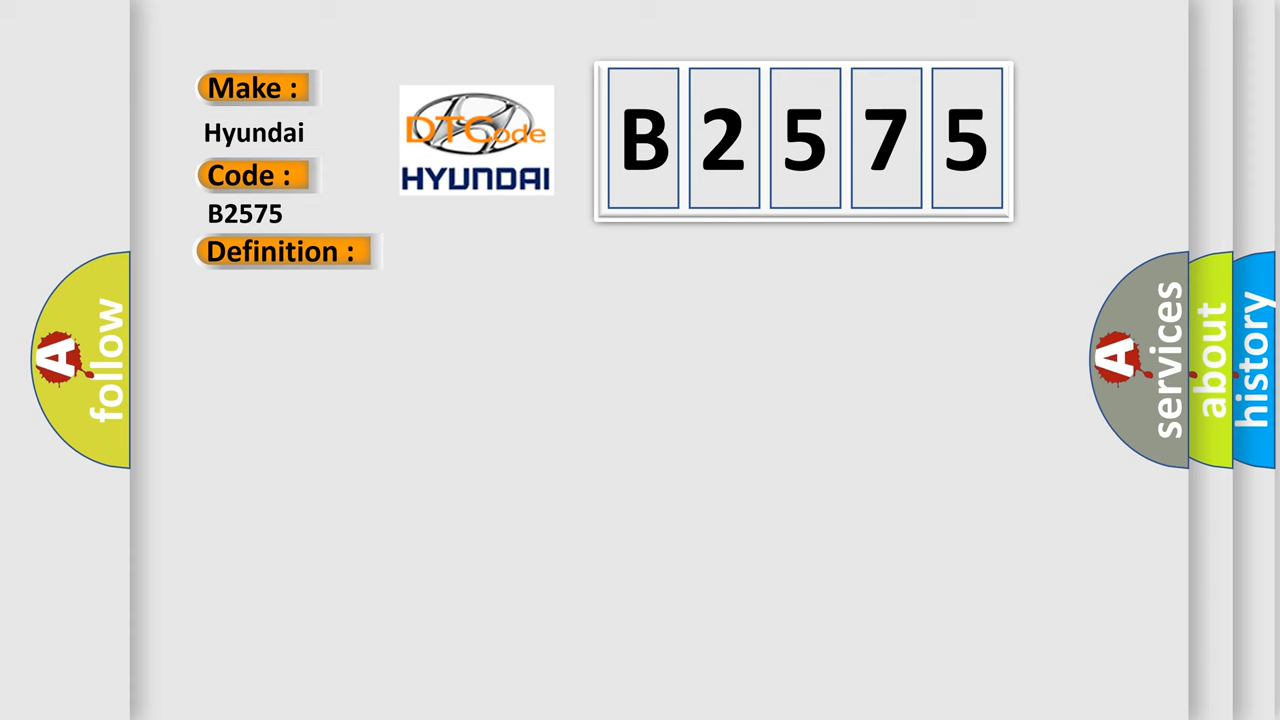 Make :
Hyundai
Code :
B2575
Definition :
DTCode
HYUNDAI
B 2 5 7 5
A follow
A services
about
history